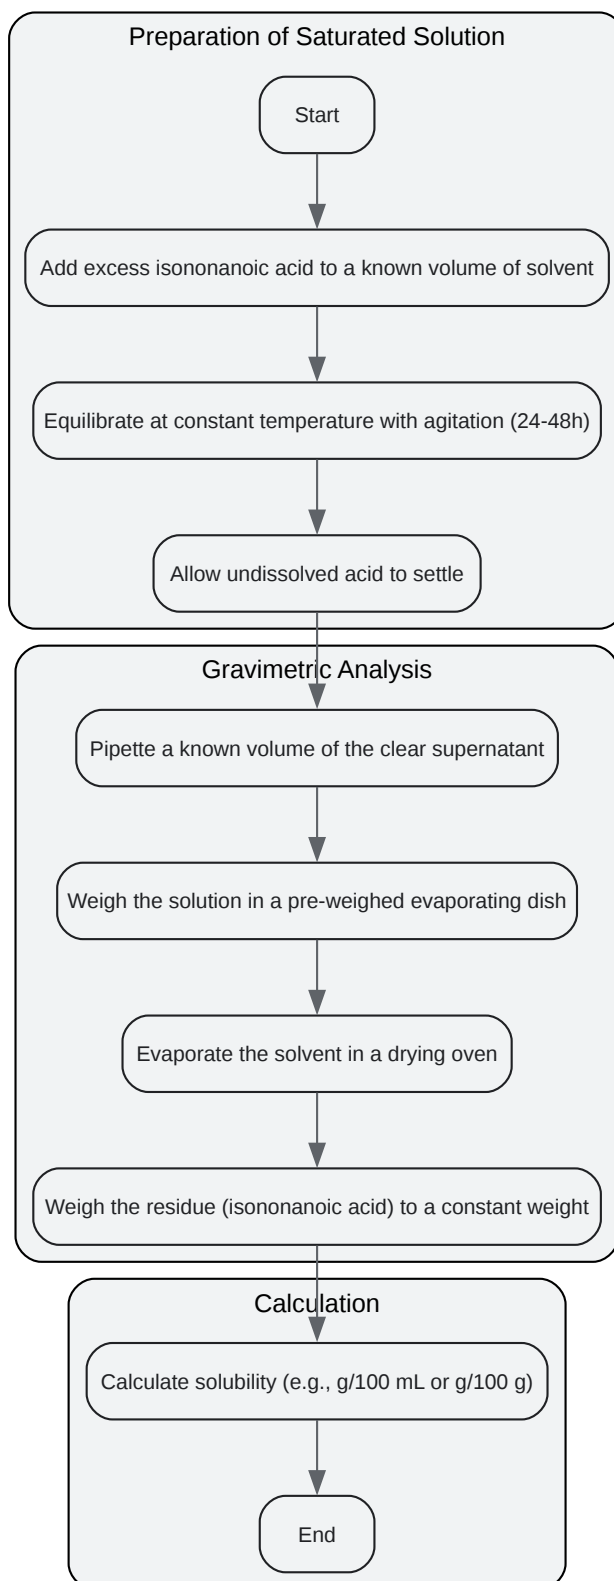 Preparation of Saturated Solution
Start
Add excess isononanoic acid to a known volume of solvent
Equilibrate at constant temperature with agitation (24-48h)
Allow undissolved acid to settle
Gravimetric Analysis
Pipette a known volume of the clear supernatant
Weigh the solution in a pre-weighed evaporating dish
Evaporate the solvent in a drying oven
Weigh the residue (isononanoic acid) to a constant weight
Calculation
Calculate solubility (e.g., g/100 mL or g/100 g)
End